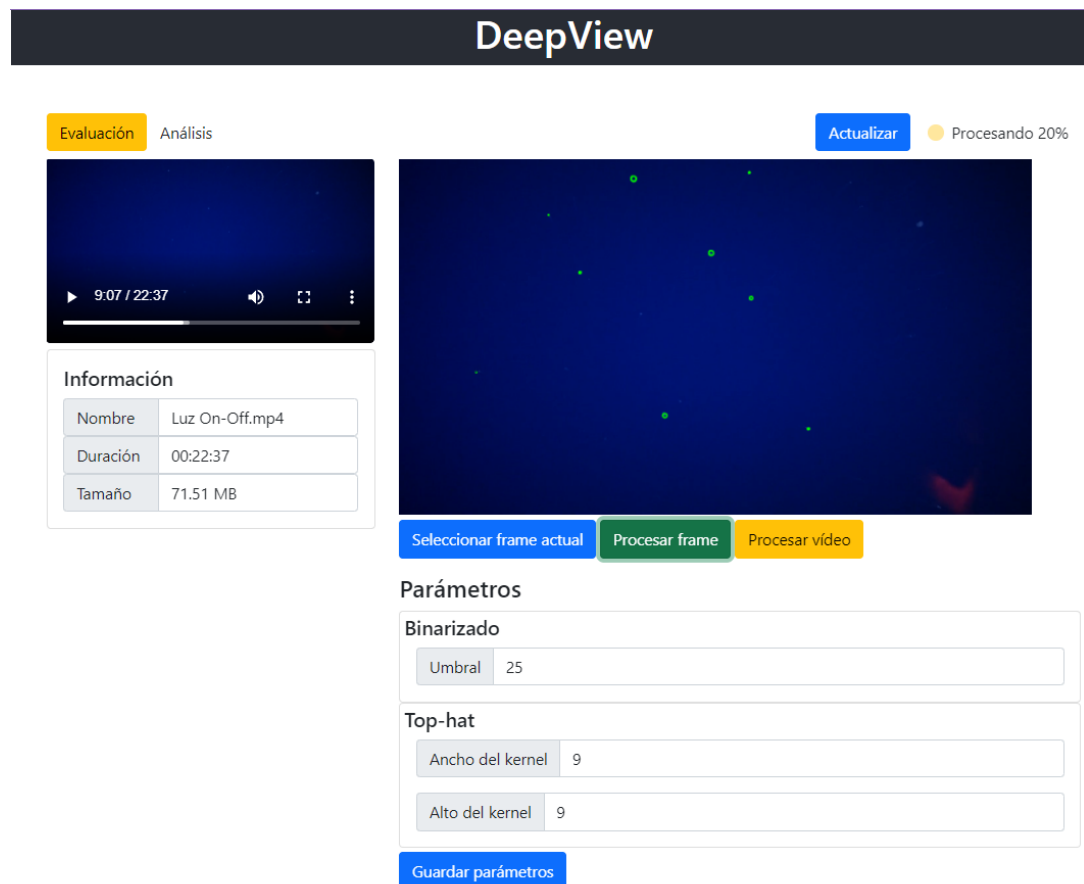 DeepView
Evaluación Análisis
Actualizar Procesando 20%
9:07 / 22:37
Información
Nombre Luz On-Off.mp4
Duración 00:22:37
Tamaño 71.51 MB
Seleccionar frame actual Procesar frame Procesar vídeo
Parámetros
Binarizado
Umbral 25
Top-hat
Ancho del kernel 9
Alto del kernel 9
Guardar parámetros